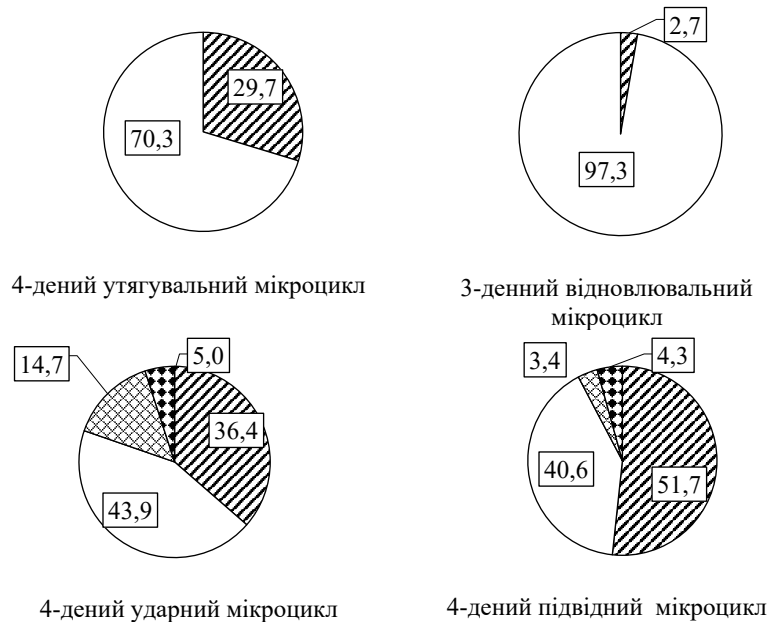 29,7
70,3
4-дений утягувальний мікроцикл
2,7
97,3
3-денний відновлювальний
мікроцикл
14,7
5,0
36,4
43,9
4-дений ударний мікроцикл
3,4
4,3
40,6
51,7
4-дений підвідний мікроцикл